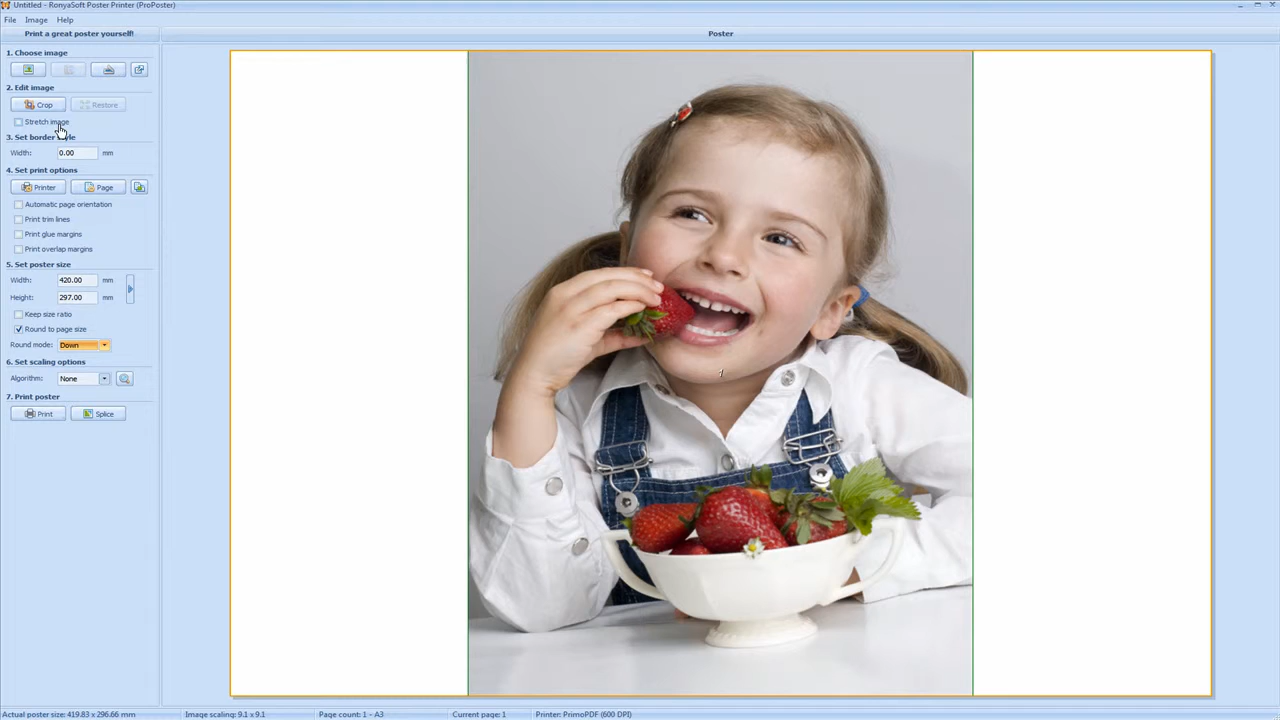 Untitled - RonyaSoft Poster Printer (ProPoster)
File Image Help
Print a great poster yourself!
Poster
1. Choose image
2. Edit image
Crop Restore
Stretch image
3. Set border style
Width: 0.00 mm
4. Set print options
Printer Page
Automatic page orientation
Print trim lines
Print glue margins
Print overlap margins
5. Set poster size
Width: 420.00 mm
Height: 297.00 mm
Keep size ratio
Round to page size
Round mode: Down
6. Set scaling options
Algorithm: None
7. Print poster
Print Splice
1
Actual poster size: 419.83 x 296.66 mm Image scaling: 9.1 x 9.1 Page count: 1 - A3 Current page: 1 Printer: PrimoPDF (600 DPI)